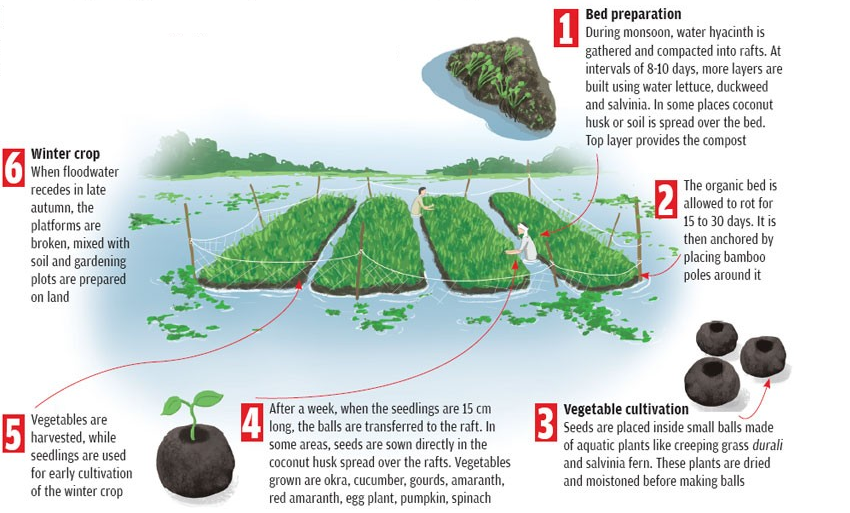 1
Bed preparation
During monsoon, water hyacinth is
gathered and compacted into rafts. At
intervals of 8-10 days, more layers are
built using water lettuce, duckweed
and salvinia. In some places coconut
husk or soil is spread over the bed.
Top layer provides the compost
2
The organic bed is
allowed to rot for
15 to 30 days. It is
then anchored by
placing bamboo
poles around it
3
Vegetable cultivation
Seeds are placed inside small balls made
of aquatic plants like creeping grass durali
and salvinia fern. These plants are dried
and moistoned before making balls
4
After a week, when the seedlings are 15 cm
long, the balls are transferred to the raft. In
some areas, seeds are sown directly in the
coconut husk spread over the rafts. Vegetables
grown are okra, cucumber, gourds, amaranth,
red amaranth, egg plant, pumpkin, spinach
5
Vegetables are
harvested, while
seedlings are used
for early cultivation
of the winter crop
6
Winter crop
When floodwater
recedes in late
autumn, the
platforms are
broken, mixed with
soil and gardening
plots are prepared
on land